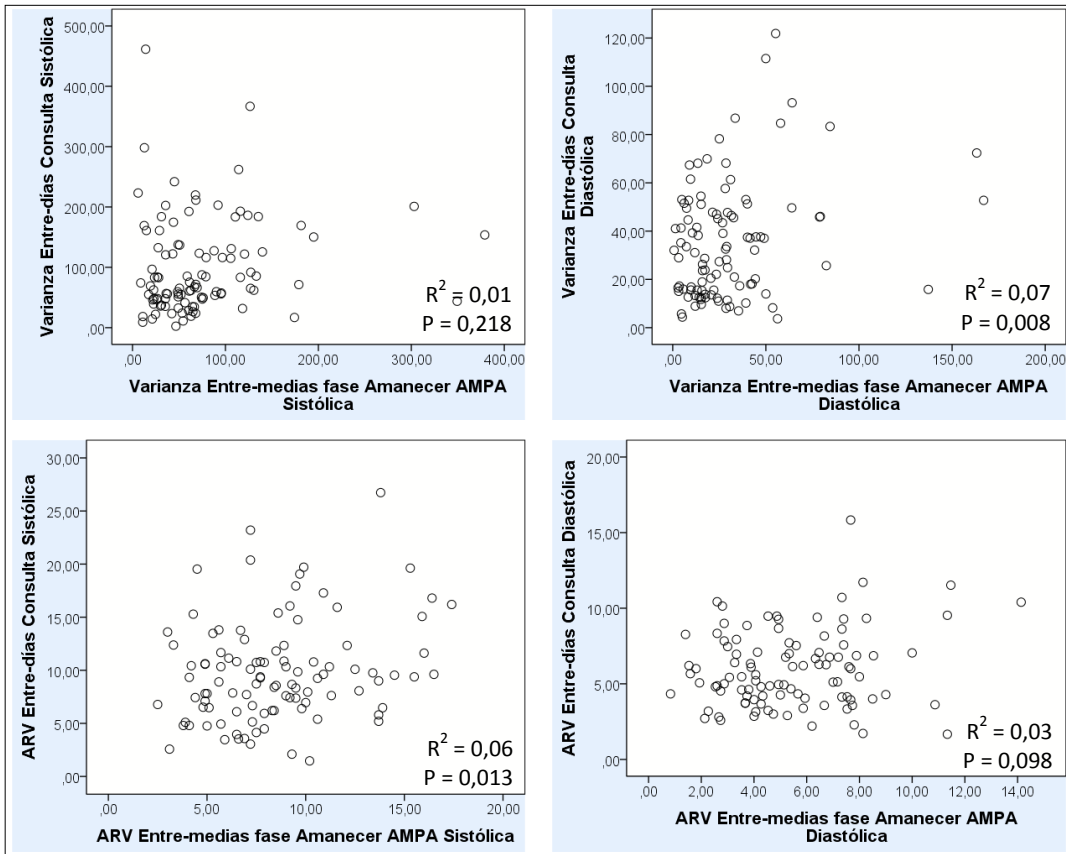 Varianza Entre-días Consulta Sistólica
500,00
400,00
300,00
200,00
100,00
,00
,00 100,00 200,00 300,00 400,00
R² = 0,01
P = 0,218
Varianza Entre-medias fase Amanecer AMPA
Sistólica
Varianza Entre-días Consulta
Diastólica
120,00
100,00
80,00
60,00
40,00
20,00
,00
,00 50,00 100,00 150,00 200,00
R² = 0,07
P = 0,008
Varianza Entre-medias fase Amanecer AMPA
Diastólica
ARV Entre-días Consulta Sistólica
30,00
25,00
20,00
15,00
10,00
5,00
,00
,00 5,00 10,00 15,00 20,00
R² = 0,06
P = 0,013
ARV Entre-medias fase Amanecer AMPA Sistólica
ARV Entre-días Consulta Diastólica
20,00
15,00
10,00
5,00
,00
,00 2,00 4,00 6,00 8,00 10,00 12,00 14,00
R² = 0,03
P = 0,098
ARV Entre-medias fase Amanecer AMPA
Diastólica